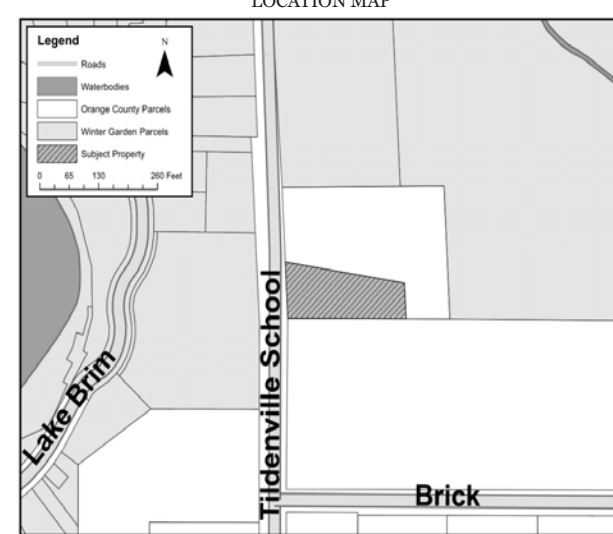 LOCATION MAP
Legend
N
Roads
Waterbodies
Orange County Parcels
Winter Garden Parcels
Subject Property
0 65 130 260 Feet
Lake Brim
Tildenville School
Brick